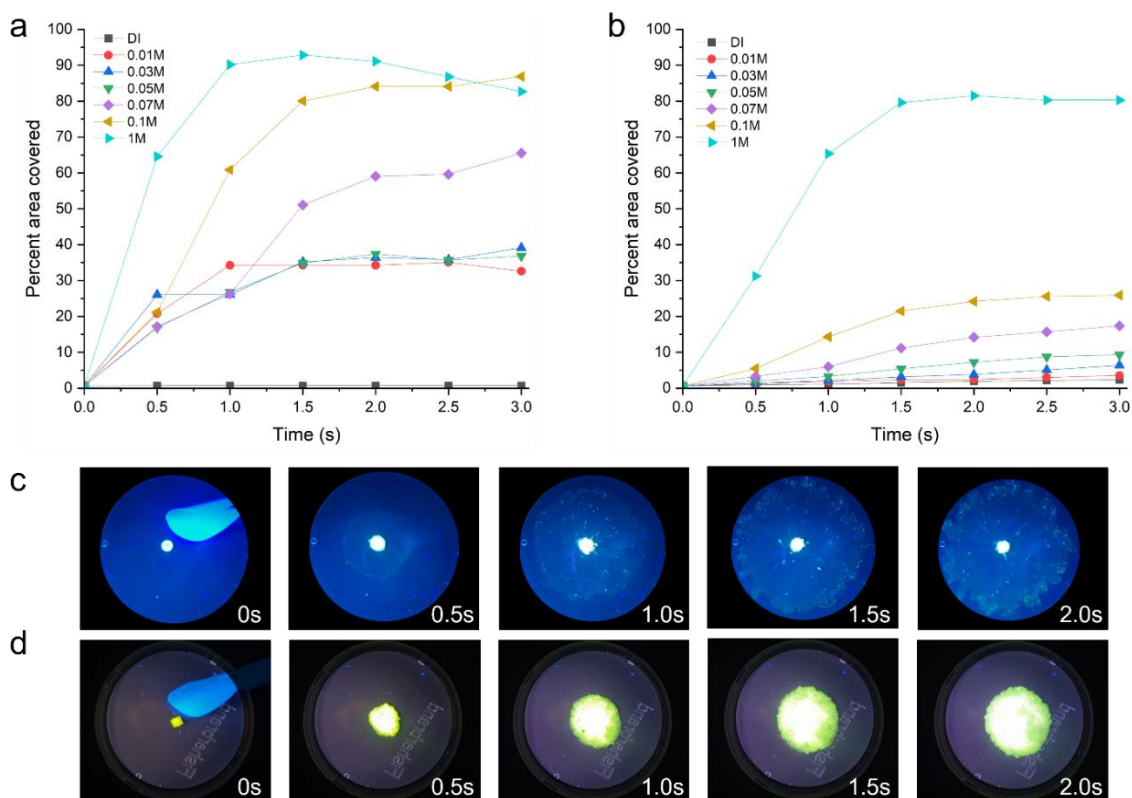 a
100
90
80
70
60
50
40
30
20
10
0
Percent area covered
DI
0.01M
0.03M
0.05M
0.07M
0.1M
1M
0.0 0.5 1.0 1.5 2.0 2.5 3.0
Time (s)
b
100
90
80
70
60
50
40
30
20
10
0
Percent area covered
DI
0.01M
0.03M
0.05M
0.07M
0.1M
1M
0.0 0.5 1.0 1.5 2.0 2.5 3.0
Time (s)
c
0s 0.5s 1.0s 1.5s 2.0s
d
Fisherbrand Fisherbrand Fisherbrand Fisherbrand Fisherbrand
0s 0.5s 1.0s 1.5s 2.0s